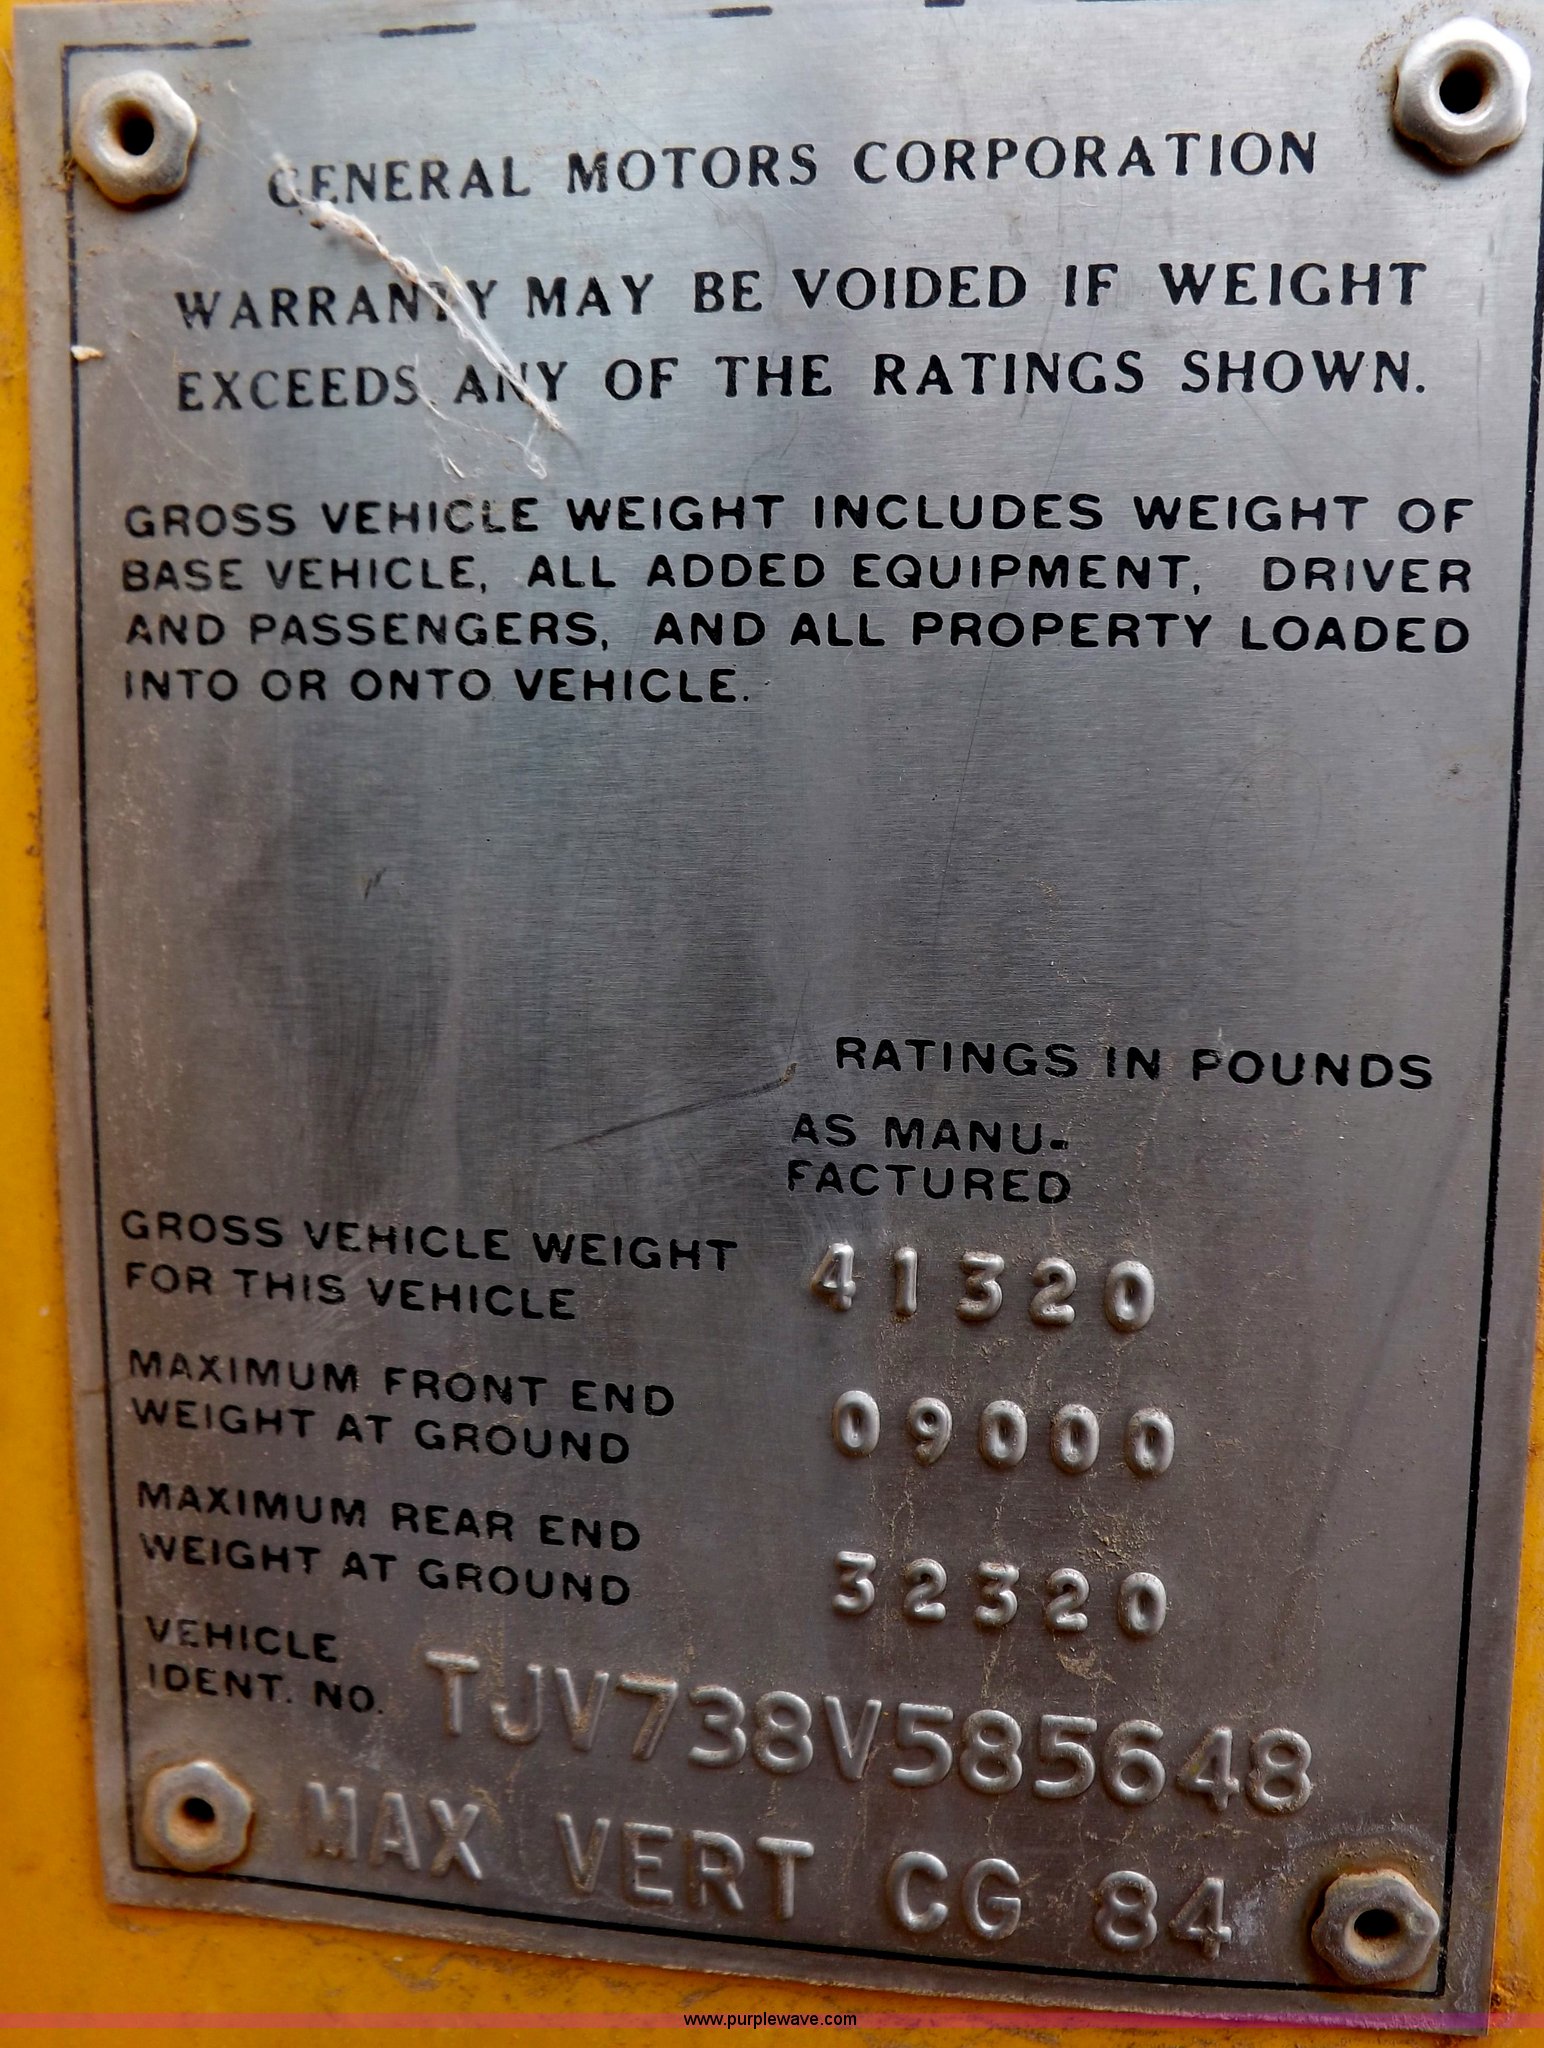 GENERAL MOTORS CORPORATION
WARRANTY MAY BE VOIDED IF WEIGHT
EXCEEDS ANY OF THE RATINGS SHOWN.
GROSS VEHICLE WEIGHT INCLUDES WEIGHT OF
BASE VEHICLE, ALL ADDED EQUIPMENT, DRIVER
AND PASSENGERS, AND ALL PROPERTY LOADED
INTO OR ONTO VEHICLE.
RATINGS IN POUNDS
AS MANU-
FACTURED
GROSS VEHICLE WEIGHT
FOR THIS VEHICLE 41320
MAXIMUM FRONT END
WEIGHT AT GROUND 09000
MAXIMUM REAR END
WEIGHT AT GROUND 32320
VEHICLE
IDENT. NO. TJV738V585648
MAX VERT CG 84
www.purplewave.com